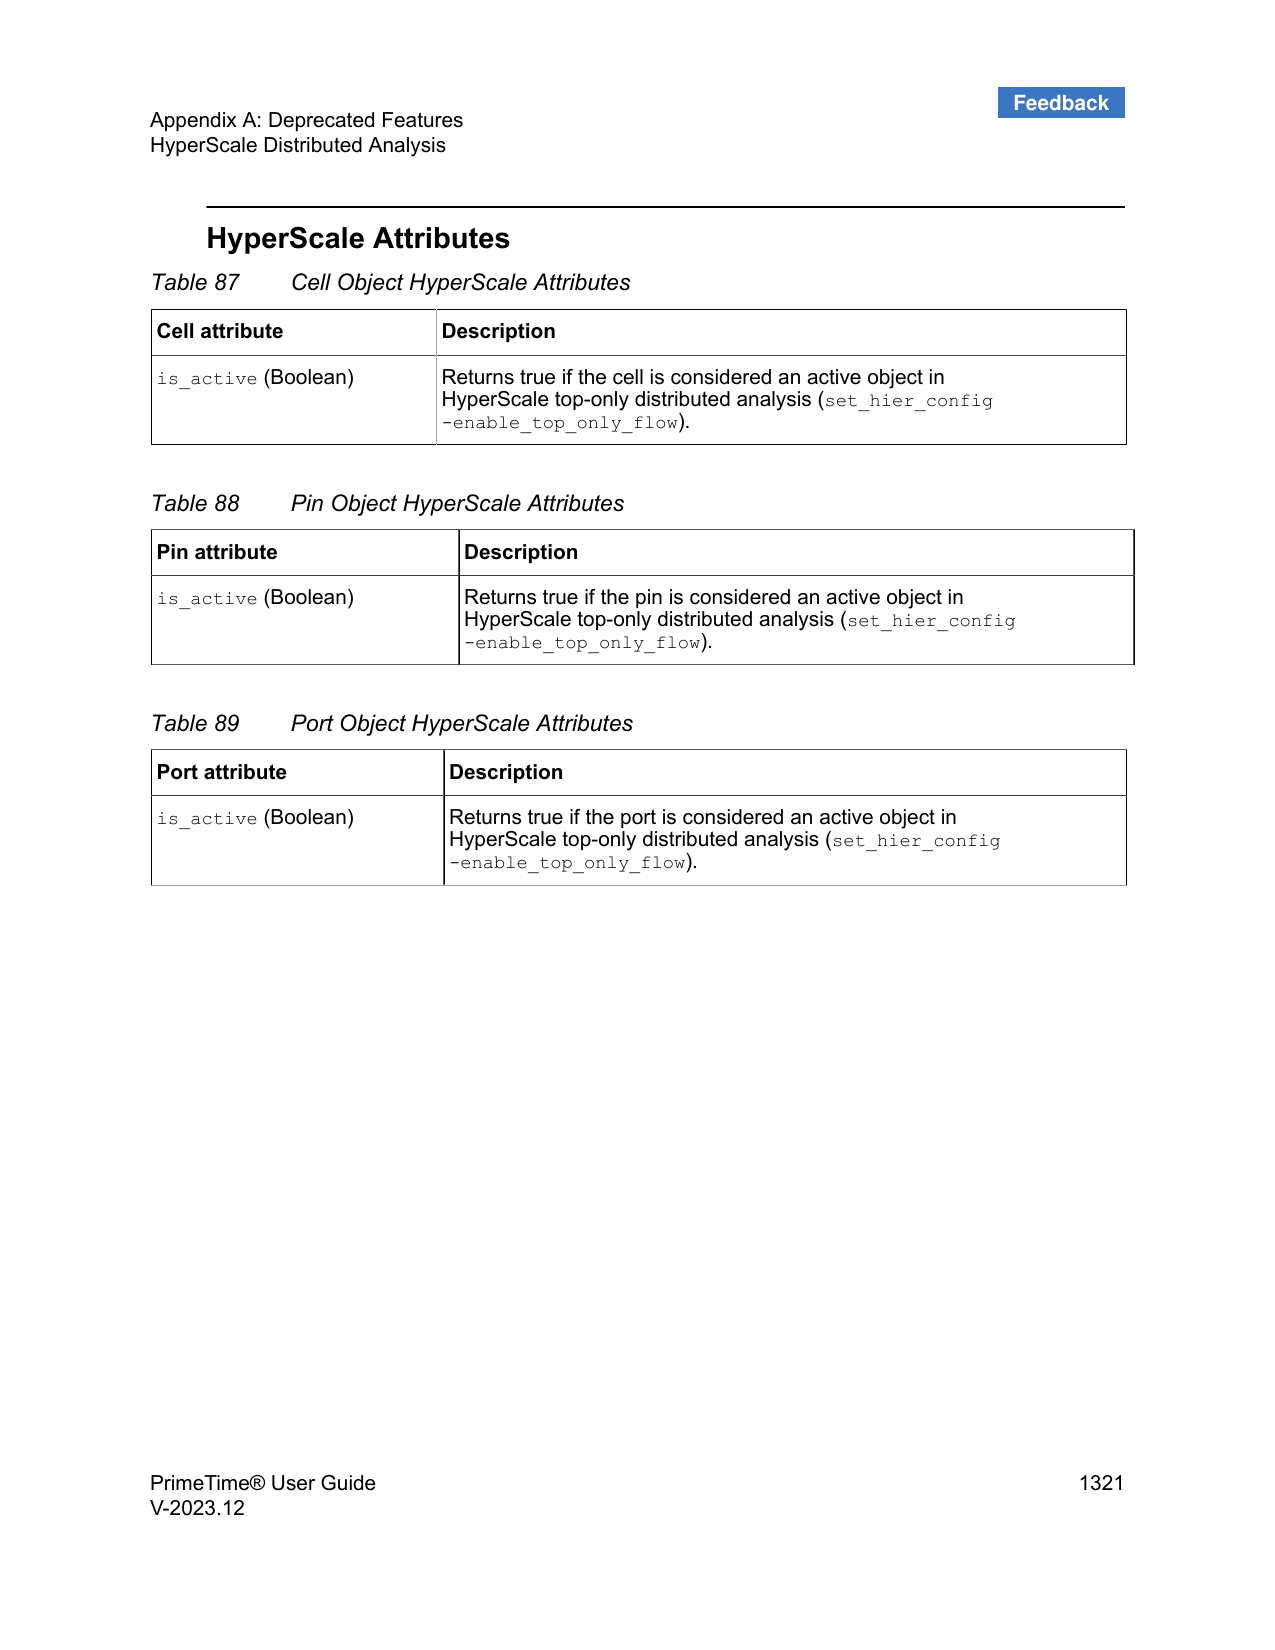 Feedback
Appendix A: Deprecated Features
HyperScale Distributed Analysis
HyperScale Attributes
Table 87 Cell Object HyperScale Attributes
Cell attribute Description
is_active (Boolean) Returns true if the cell is considered an active object in
HyperScale top-only distributed analysis (set_hier_config
-enable_top_only_flow).
Table 88 Pin Object HyperScale Attributes
Pin attribute Description
is_active (Boolean) Returns true if the pin is considered an active object in
HyperScale top-only distributed analysis (set_hier_config
-enable_top_only_flow).
Table 89 Port Object HyperScale Attributes
Port attribute Description
is_active (Boolean) Returns true if the port is considered an active object in
HyperScale top-only distributed analysis (set_hier_config
-enable_top_only_flow).
PrimeTime® User Guide 1321
V-2023.12